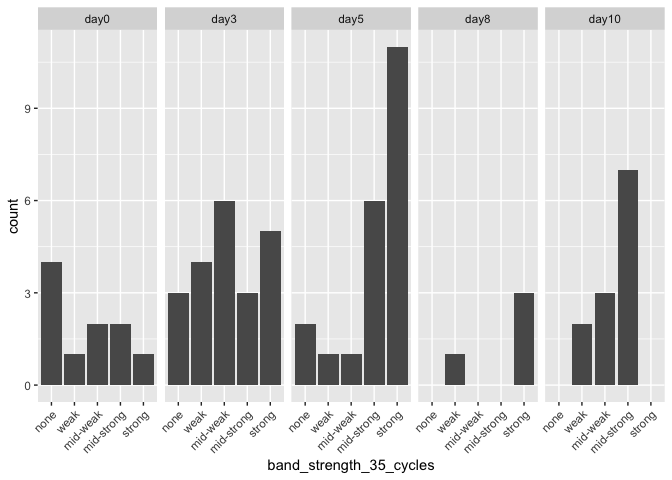 day0 day3 day5 day8 day10
count
9
6
3
0
none weak mid-weak mid-strong strong none weak mid-weak mid-strong strong none weak mid-weak mid-strong strong none weak mid-weak mid-strong strong none weak mid-weak mid-strong strong
band_strength_35_cycles